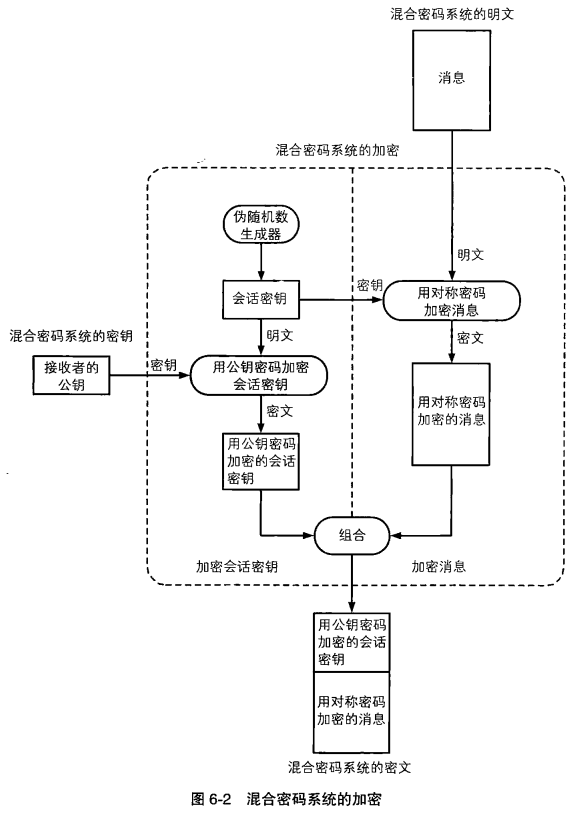 混合密码系统的明文
消息
混合密码系统的加密
伪随机数
生成器
明文
会话密钥
密钥
用对称密码
加密消息
混合密码系统的密钥
明文
密文
接收者的
公钥
密钥
用公钥密码加密
会话密钥
用对称密码
加密的消息
密文
用公钥密码
加密的会话
密钥
组合
加密会话密钥
加密消息
用公钥密码
加密的会话
密钥
用对称密码
加密的消息
混合密码系统的密文
图 6-2 混合密码系统的加密